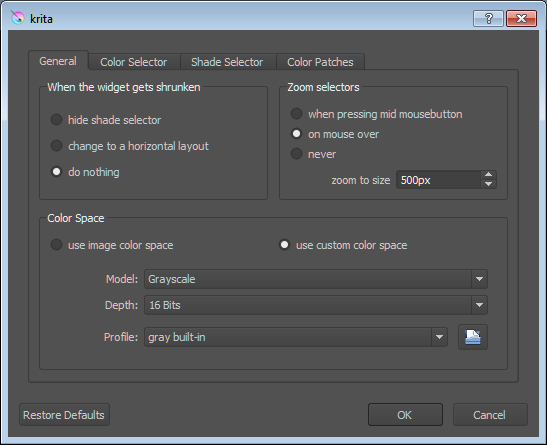 krita
General Color Selector Shade Selector Color Patches
When the widget gets shrunken
hide shade selector
change to a horizontal layout
do nothing
Zoom selectors
when pressing mid mousebutton
on mouse over
never
zoom to size 500px
Color Space
use image color space use custom color space
Model: Grayscale
Depth: 16 Bits
Profile: gray built-in
Restore Defaults OK Cancel